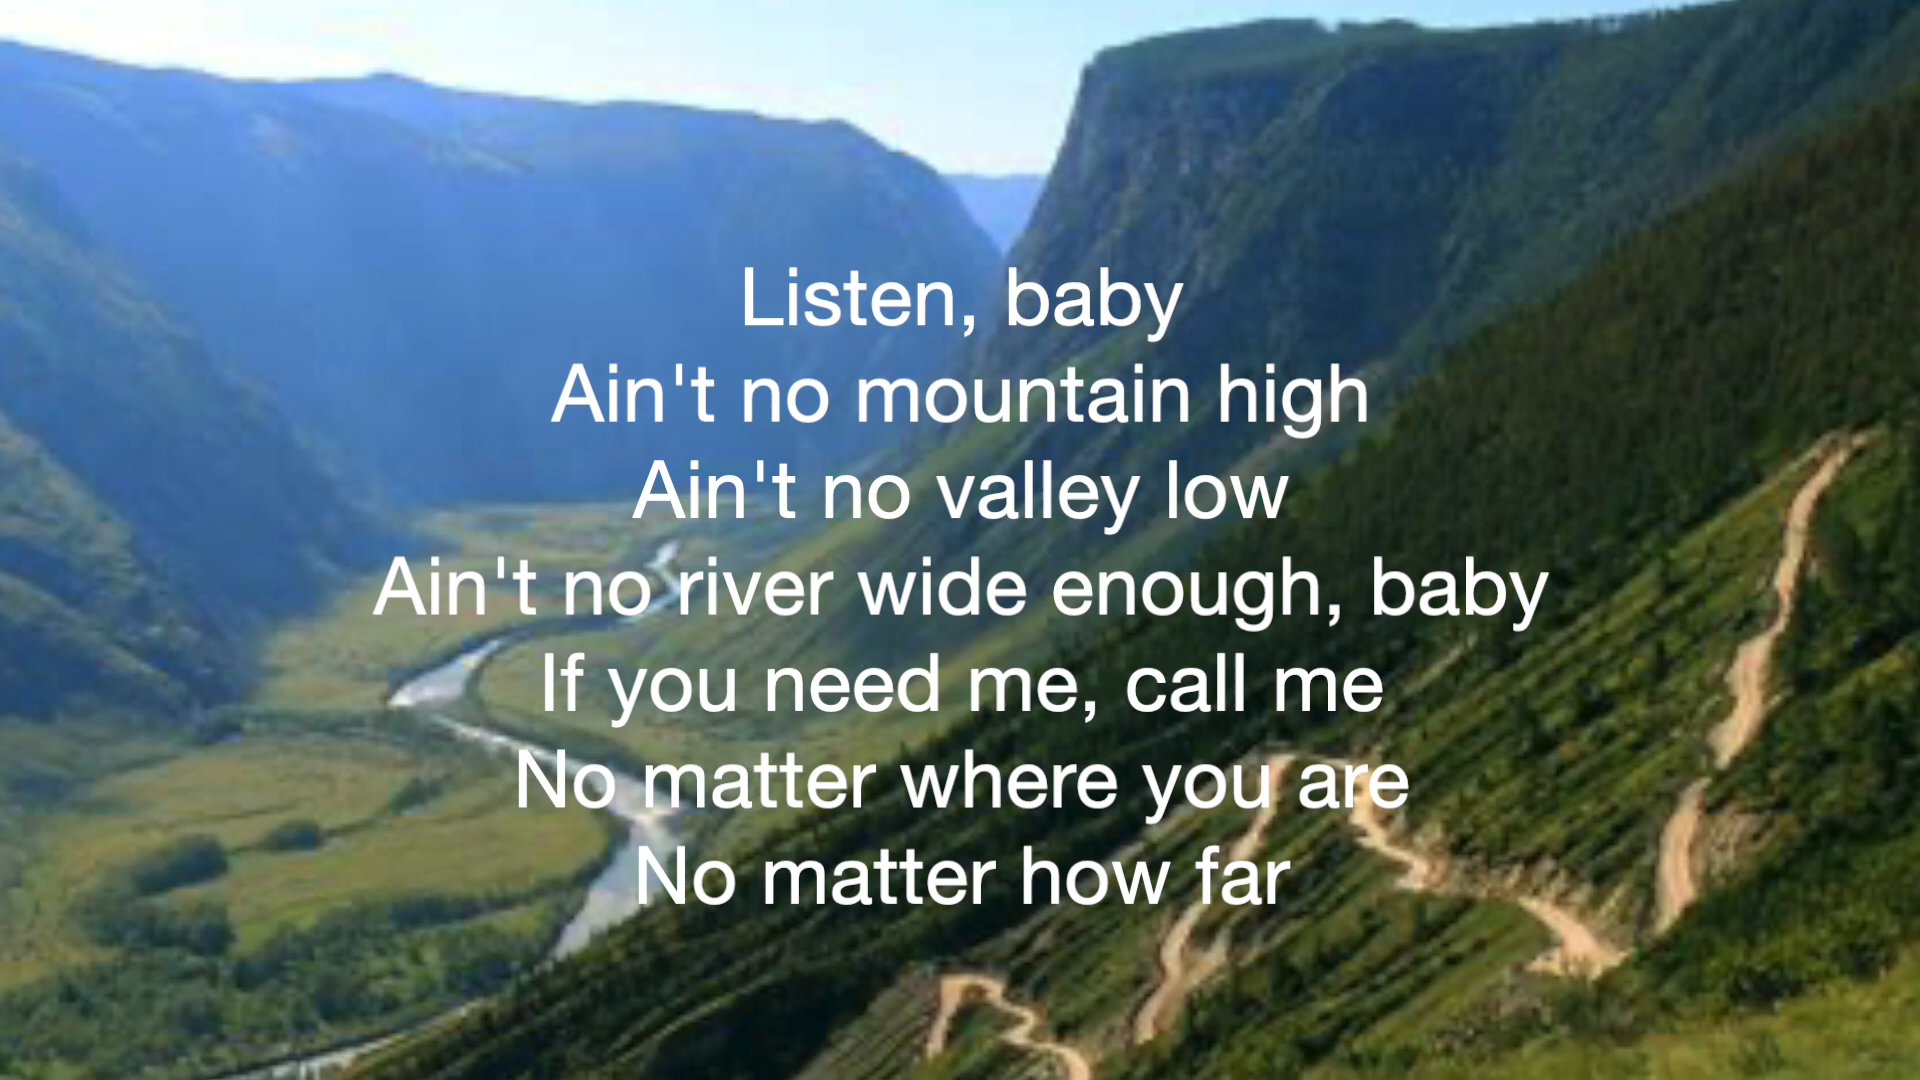 Listen, baby
Ain't no mountain high
Ain't no valley low
Ain't no river wide enough, baby
If you need me, call me
No matter where you are
No matter how far